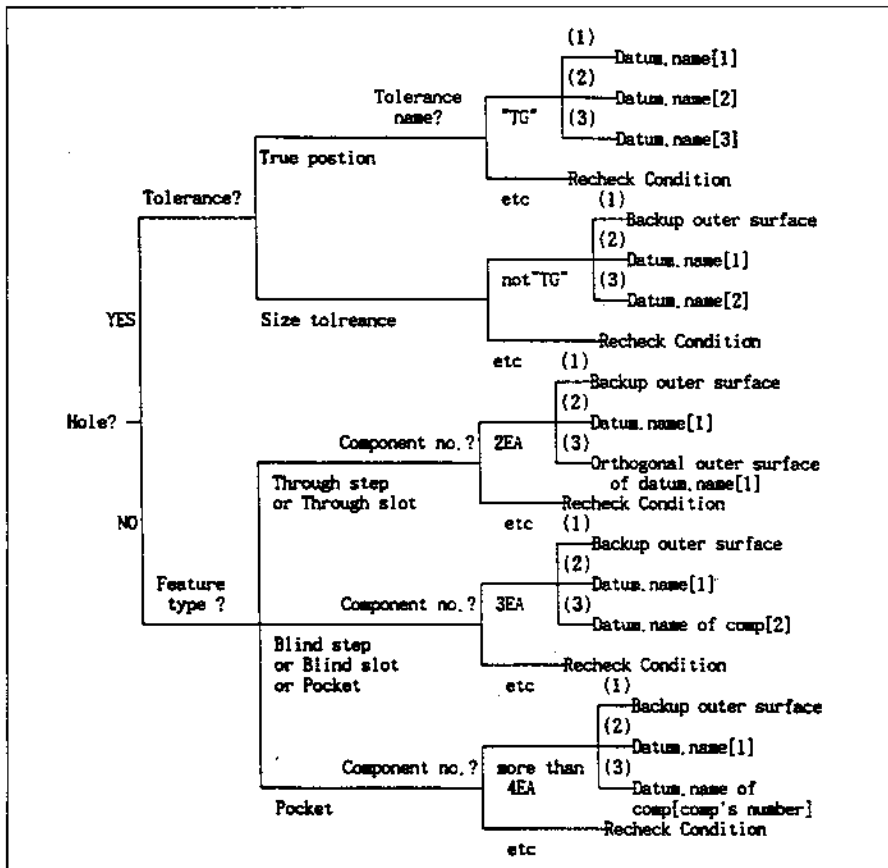 (1)
Datum.name[1]
(2)
Tolerance name?
"TG"
Datum.name[2]
(3)
Datum.name[3]
True postion
etc
Recheck Condition
Tolerance?
(1)
Backup outer surface
(2)
not"TG"
Datum.name[1]
(3)
Datum.name[2]
YES
Size tolreance
etc
Recheck Condition
(1)
Backup outer surface
(2)
Hole?
Component no.?
2EA
Datum.name[1]
(3)
Orthogonal outer surface
of datum.name[1]
Through step
or Through slot
etc
Recheck Condition
NO
(1)
Backup outer surface
(2)
Feature
type ?
Component no.?
3EA
Datum.name[1]
(3)
Datum.name of comp[2]
Blind step
or Blind slot
or Pocket
etc
Recheck Condition
(1)
Backup outer surface
(2)
Component no.?
more than
4EA
Datum.name[1]
(3)
Datum.name of
comp[comp's number]
Pocket
etc
Recheck Condition